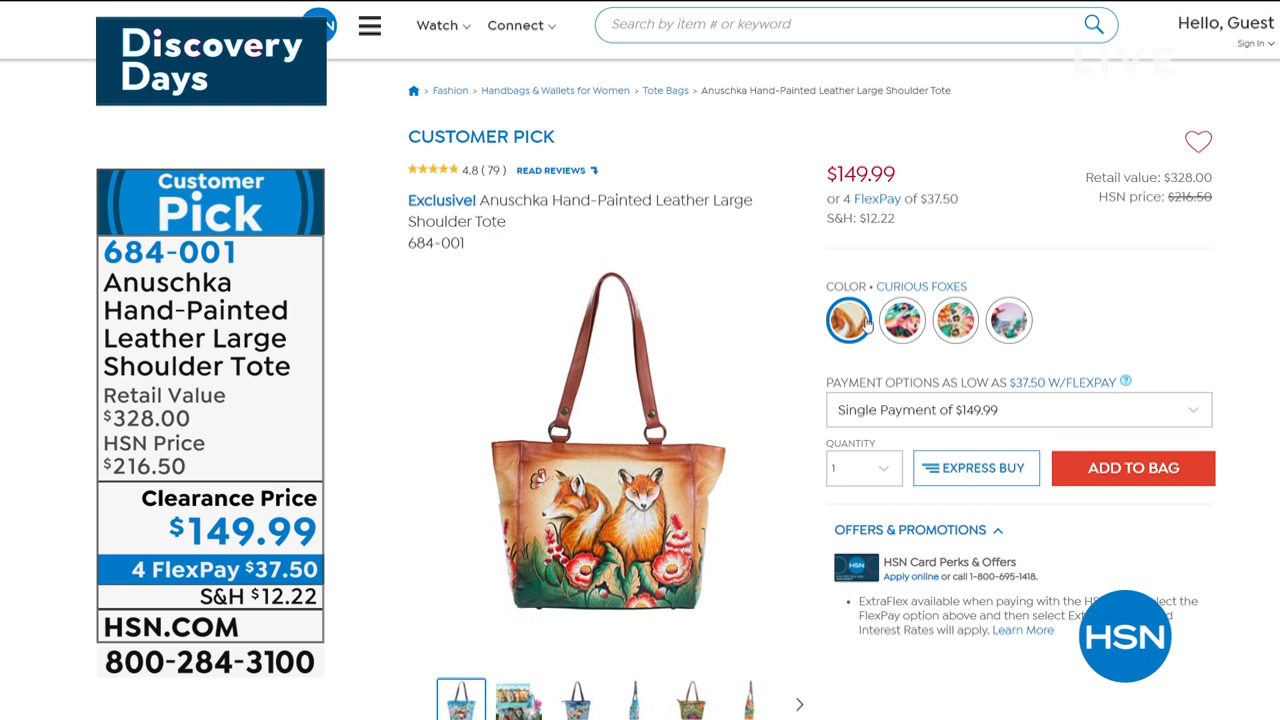 Discovery
Days
Watch
Connect
Search by item # or keyword
Hello, Guest
Sign In
LIVE
> Fashion > Handbags & Wallets for Women > Tote Bags > Anuschka Hand-Painted Leather Large Shoulder Tote
Customer
Pick
684-001
Anuschka
Hand-Painted
Leather Large
Shoulder Tote
Retail Value
$328.00
HSN Price
$216.50
Clearance Price
$149.99
4 FlexPay $37.50
S&H $12.22
HSN.COM
800-284-3100
CUSTOMER PICK
4.8 ( 79 ) READ REVIEWS
Exclusive! Anuschka Hand-Painted Leather Large
Shoulder Tote
684-001
$149.99
or 4 FlexPay of $37.50
S&H: $12.22
Retail value: $328.00
HSN price: $216.50
COLOR • CURIOUS FOXES
PAYMENT OPTIONS AS LOW AS $37.50 W/FLEXPAY ?
Single Payment of $149.99
QUANTITY
1
EXPRESS BUY
ADD TO BAG
OFFERS & PROMOTIONS
HSN
HSN Card Perks & Offers
Apply online or call 1-800-695-1418.
• ExtraFlex available when paying with the ect the
FlexPay option above and then select
Interest Rates will apply. Learn More
HSN